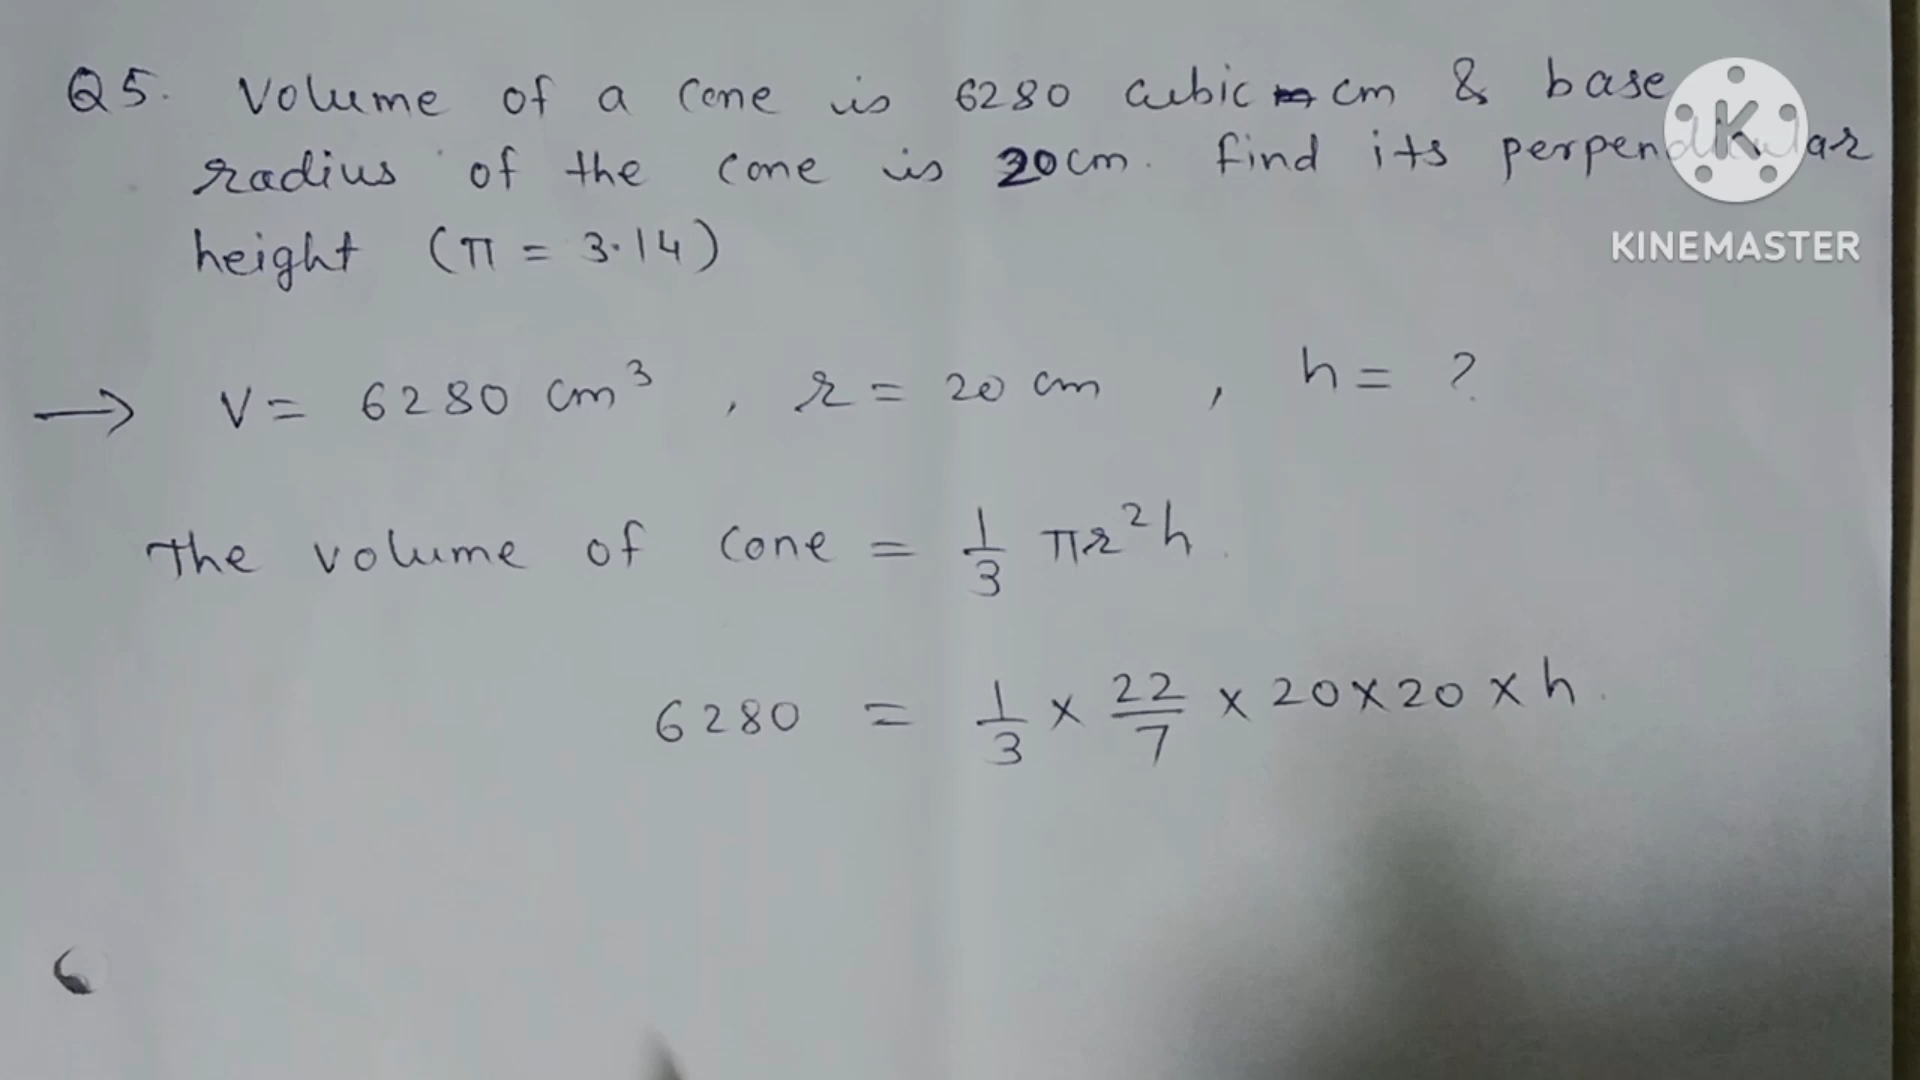 Q5. Volume of a cone is 6280 cubic cm & base
radius of the cone is 20cm. find its perpendicular
height (π = 3.14)
K
KINEMASTER
→ V = 6280 cm³ , r = 20 cm , h = ?
The volume of cone = 1/3 πr²h.
6280 = 1/3 × 22/7 × 20×20 × h.